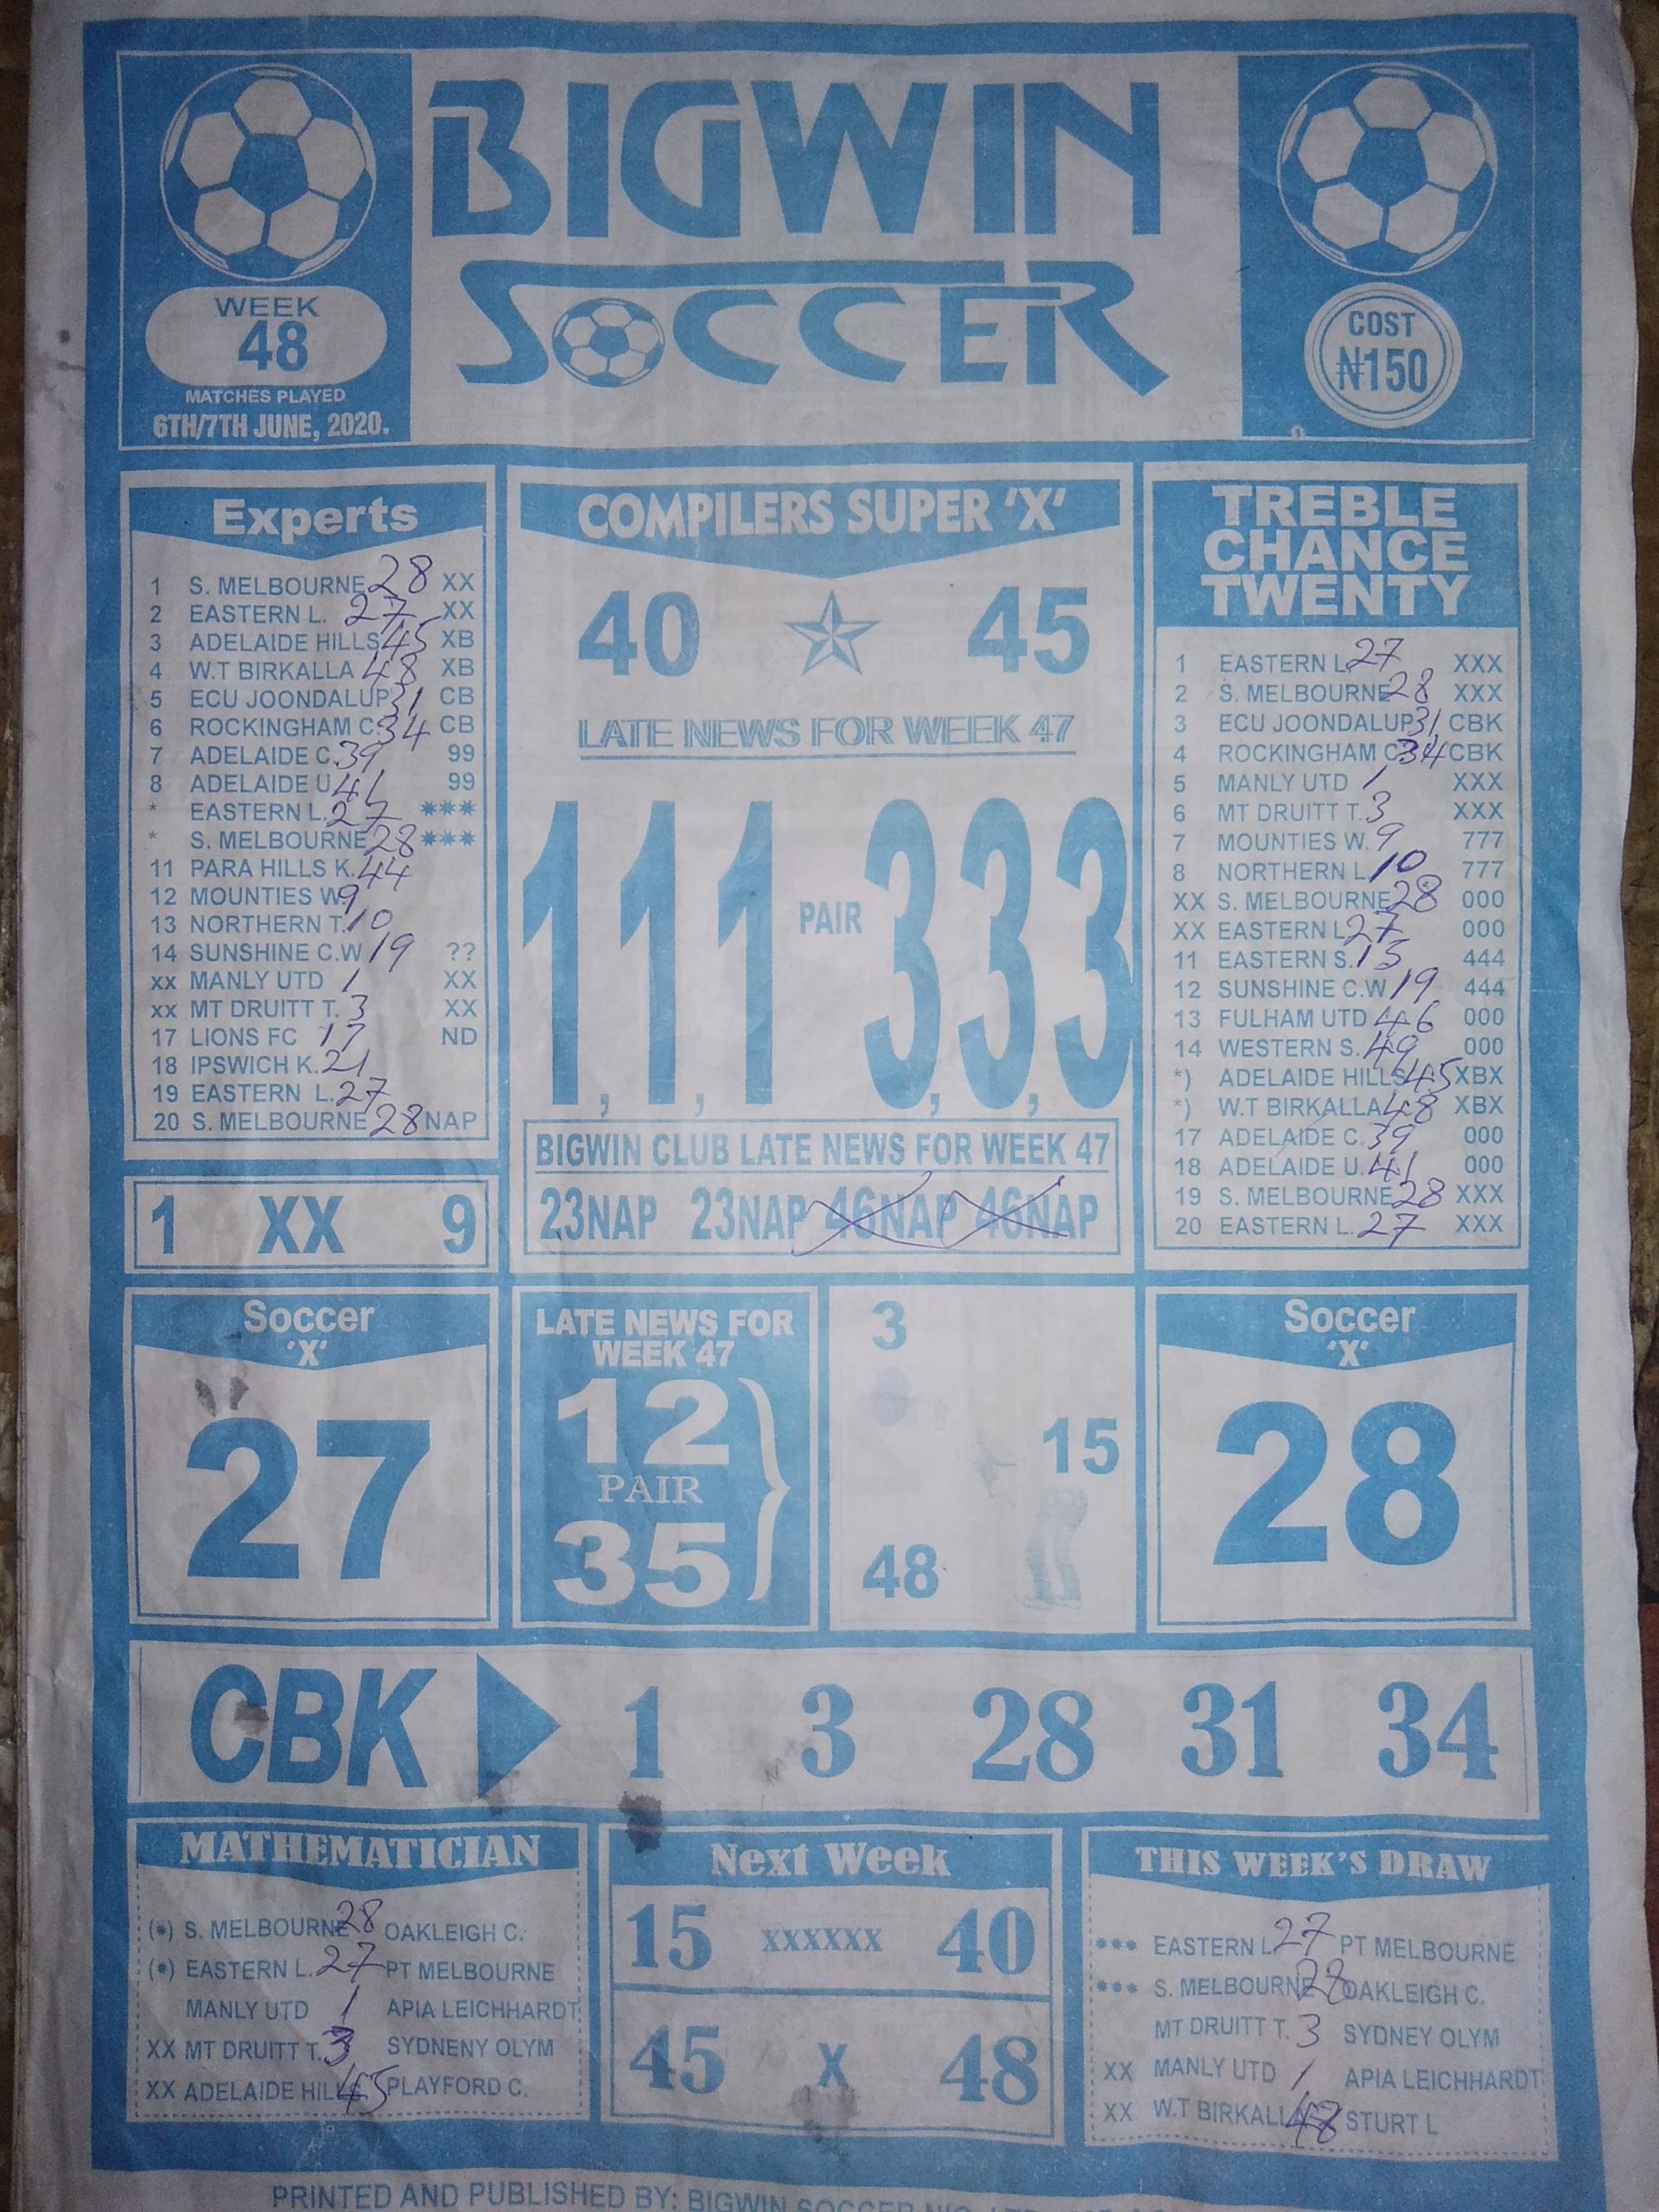 BIGWIN
SOCCER
WEEK
48
MATCHES PLAYED
6TH/7TH JUNE, 2020.
COST
₦150
Experts
1 S. MELBOURNE 28 XX
2 EASTERN L. 27 XX
3 ADELAIDE HILLS 45 XB
4 W.T BIRKALLA 48 XB
5 ECU JOONDALUP 31 CB
6 ROCKINGHAM C. 34 CB
7 ADELAIDE C. 39 99
8 ADELAIDE U. 41 99
* EASTERN L. 27 ***
* S. MELBOURNE 28 ***
11 PARA HILLS K. 44
12 MOUNTIES W. 9
13 NORTHERN T. 10
14 SUNSHINE C.W 19 ??
xx MANLY UTD 1 XX
xx MT DRUITT T. 3 XX
17 LIONS FC 17 ND
18 IPSWICH K. 21
19 EASTERN L. 27
20 S. MELBOURNE 28 NAP
1 XX 9
COMPILERS SUPER 'X'
40 45
LATE NEWS FOR WEEK 47
1,1,1 PAIR 3,3,3
BIGWIN CLUB LATE NEWS FOR WEEK 47
23NAP 23NAP 46NAP 46NAP
TREBLE
CHANCE
TWENTY
1 EASTERN L. 27 XXX
2 S. MELBOURNE 28 XXX
3 ECU JOONDALUP 31 CBK
4 ROCKINGHAM C. 34 CBK
5 MANLY UTD 1 XXX
6 MT DRUITT T. 3 XXX
7 MOUNTIES W. 9 777
8 NORTHERN L. 10 777
XX S. MELBOURNE 28 000
XX EASTERN L. 27 000
11 EASTERN S. 13 444
12 SUNSHINE C.W 19 444
13 FULHAM UTD 46 000
14 WESTERN S. 49 000
*) ADELAIDE HILLS 45 XBX
*) W.T BIRKALLA 48 XBX
17 ADELAIDE C. 39 000
18 ADELAIDE U. 41 000
19 S. MELBOURNE 28 XXX
20 EASTERN L. 27 XXX
Soccer
'X'
27
LATE NEWS FOR
WEEK 47
12
PAIR
35
3
15
48
Soccer
'X'
28
CBK 1 3 28 31 34
MATHEMATICIAN
(*) S. MELBOURNE 28 OAKLEIGH C.
(*) EASTERN L. 27 PT MELBOURNE
MANLY UTD 1 APIA LEICHHARDT
XX MT DRUITT T. 3 SYDNENY OLYM
XX ADELAIDE HILLS 45 PLAYFORD C.
Next Week
15 XXXXXX 40
45 X 48
THIS WEEK'S DRAW
*** EASTERN L. 27 PT MELBOURNE
*** S. MELBOURNE 28 OAKLEIGH C.
MT DRUITT T. 3 SYDNEY OLYM
XX MANLY UTD 1 APIA LEICHHARDT
XX W.T BIRKALLA 48 STURT L
PRINTED AND PUBLISHED BY: BIGWIN SOCCER NIG. LTD